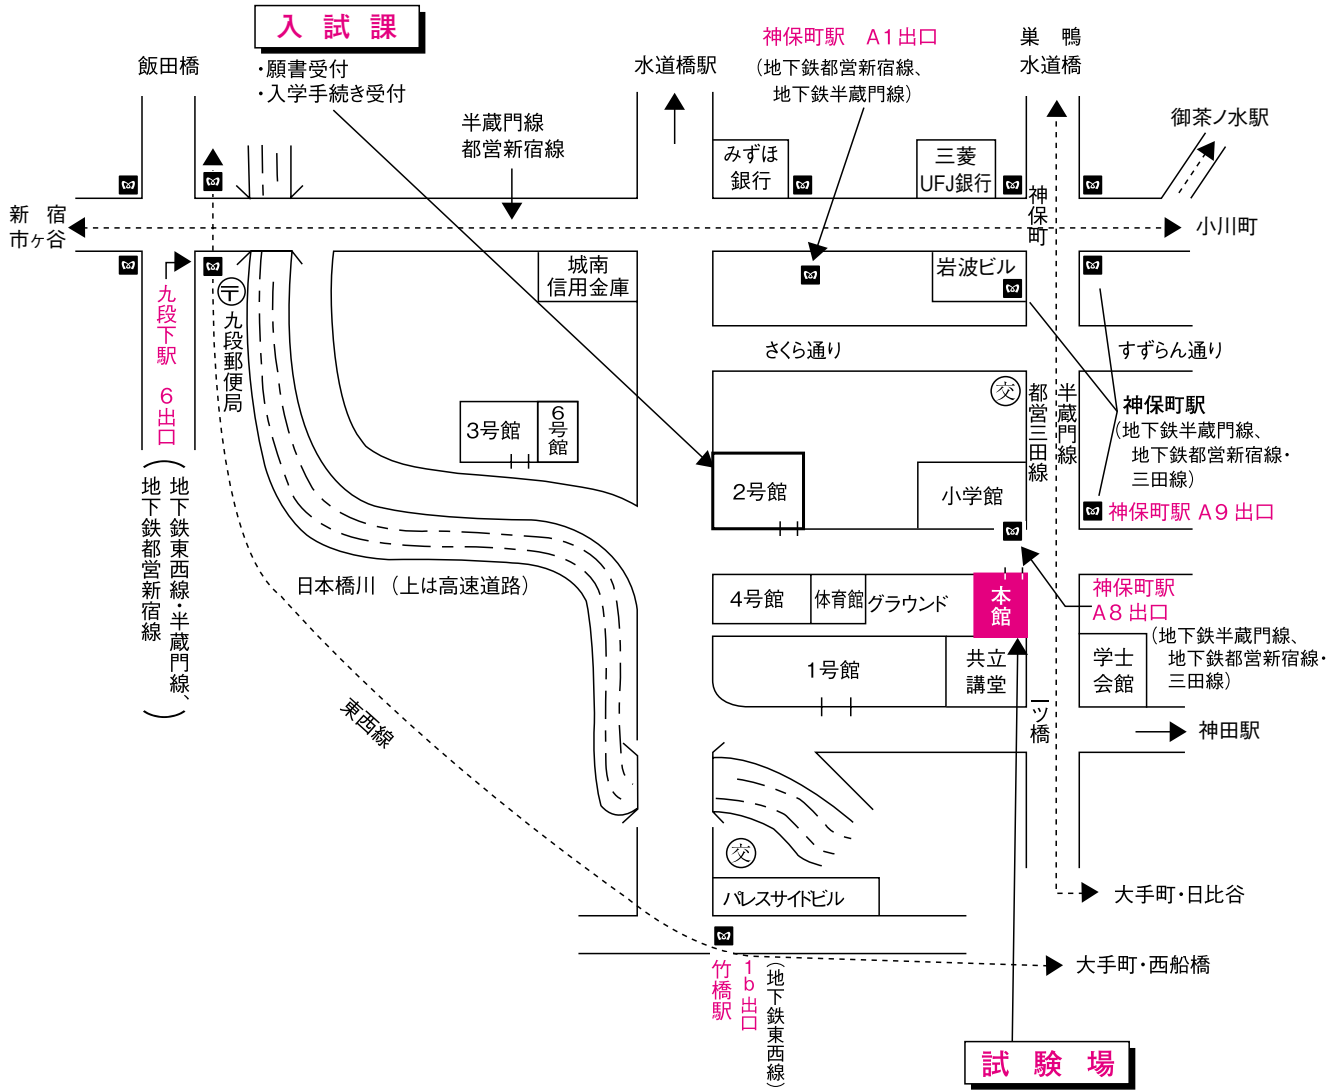 入試課
・願書受付
・入学手続き受付
飯田橋
水道橋駅
神保町駅 A1出口
(地下鉄都営新宿線、
地下鉄半蔵門線)
巣鴨
水道橋
御茶ノ水駅
半蔵門線
都営新宿線
みずほ
銀行
三菱
UFJ銀行
神保町
新宿
市ヶ谷
小川町
城南
信用金庫
岩波ビル
九段下駅 6出口
(地下鉄東西線・半蔵門線、
地下鉄都営新宿線)
〒
九段郵便局
さくら通り
すずらん通り
交
都営三田線
半蔵門線
神保町駅
(地下鉄半蔵門線、
地下鉄都営新宿線・
三田線)
神保町駅 A9出口
3号館
6号館
2号館
小学館
日本橋川(上は高速道路)
4号館
体育館
グラウンド
本館
神保町駅
A8出口
(地下鉄半蔵門線、
地下鉄都営新宿線・
三田線)
1号館
共立
講堂
学士
会館
一ツ橋
神田駅
東西線
交
パレスサイドビル
大手町・日比谷
大手町・西船橋
竹橋駅
1b出口
(地下鉄東西線)
試験場